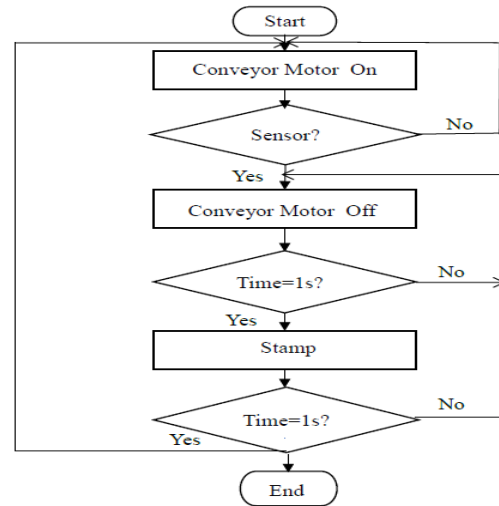 Start
Conveyor Motor On
Sensor?
No
Yes
Conveyor Motor Off
Time=1s?
No
Yes
Stamp
Time=1s?
No
Yes
End